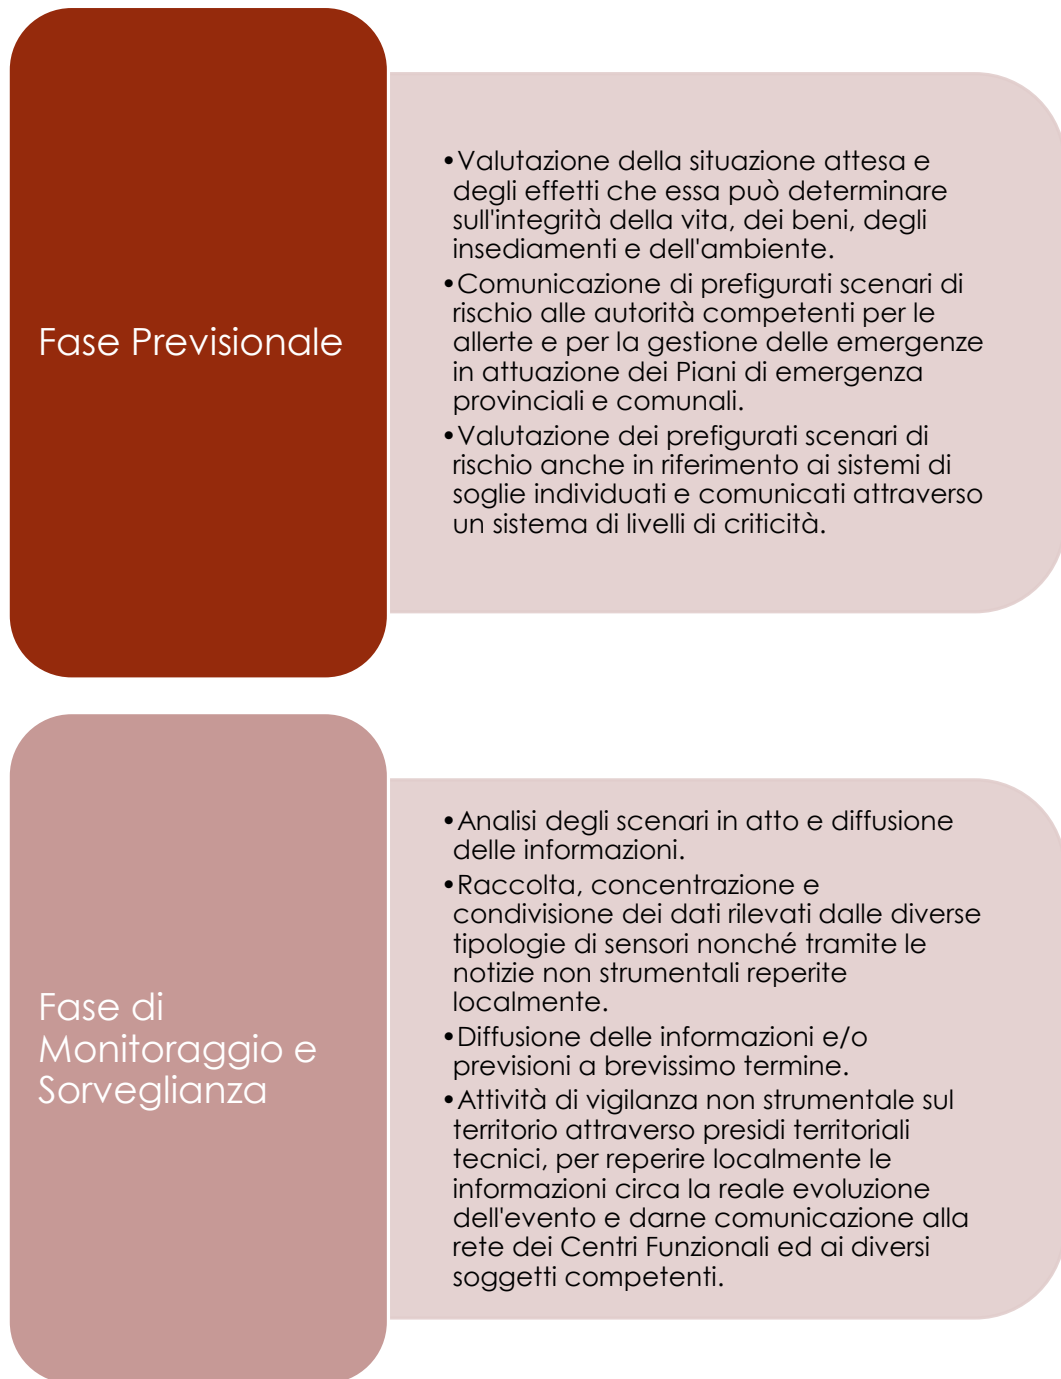 Fase Previsionale
•Valutazione della situazione attesa e
degli effetti che essa può determinare
sull'integrità della vita, dei beni, degli
insediamenti e dell'ambiente.
•Comunicazione di prefigurati scenari di
rischio alle autorità competenti per le
allerte e per la gestione delle emergenze
in attuazione dei Piani di emergenza
provinciali e comunali.
•Valutazione dei prefigurati scenari di
rischio anche in riferimento ai sistemi di
soglie individuati e comunicati attraverso
un sistema di livelli di criticità.
Fase di
Monitoraggio e
Sorveglianza
•Analisi degli scenari in atto e diffusione
delle informazioni.
•Raccolta, concentrazione e
condivisione dei dati rilevati dalle diverse
tipologie di sensori nonché tramite le
notizie non strumentali reperite
localmente.
•Diffusione delle informazioni e/o
previsioni a brevissimo termine.
•Attività di vigilanza non strumentale sul
territorio attraverso presidi territoriali
tecnici, per reperire localmente le
informazioni circa la reale evoluzione
dell'evento e darne comunicazione alla
rete dei Centri Funzionali ed ai diversi
soggetti competenti.